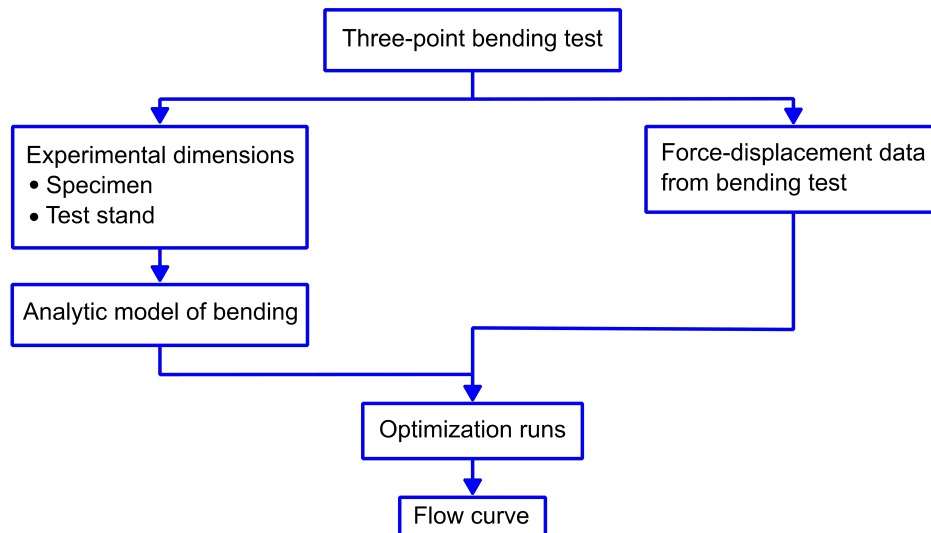 Three-point bending test
Experimental dimensions
• Specimen
• Test stand
Force-displacement data
from bending test
Analytic model of bending
Optimization runs
Flow curve